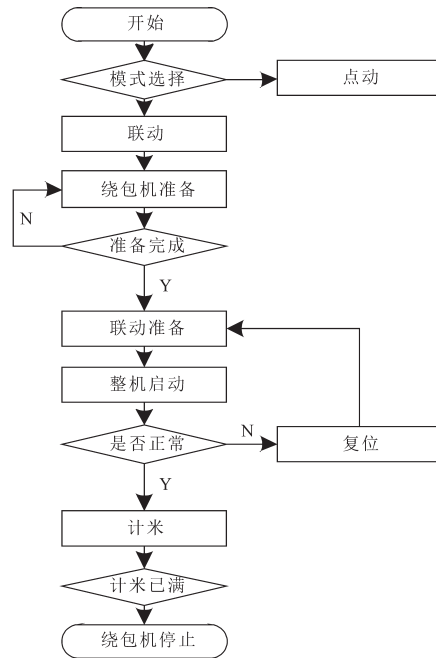 开始
模式选择
点动
联动
绕包机准备
N
准备完成
Y
联动准备
整机启动
是否正常
N
复位
Y
计米
计米已满
绕包机停止